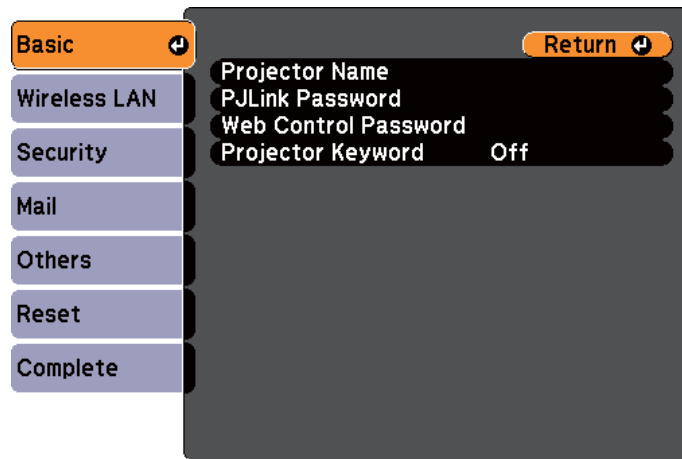 Basic
Return
Projector Name
PJLink Password
Web Control Password
Projector Keyword Off
Wireless LAN
Security
Mail
Others
Reset
Complete